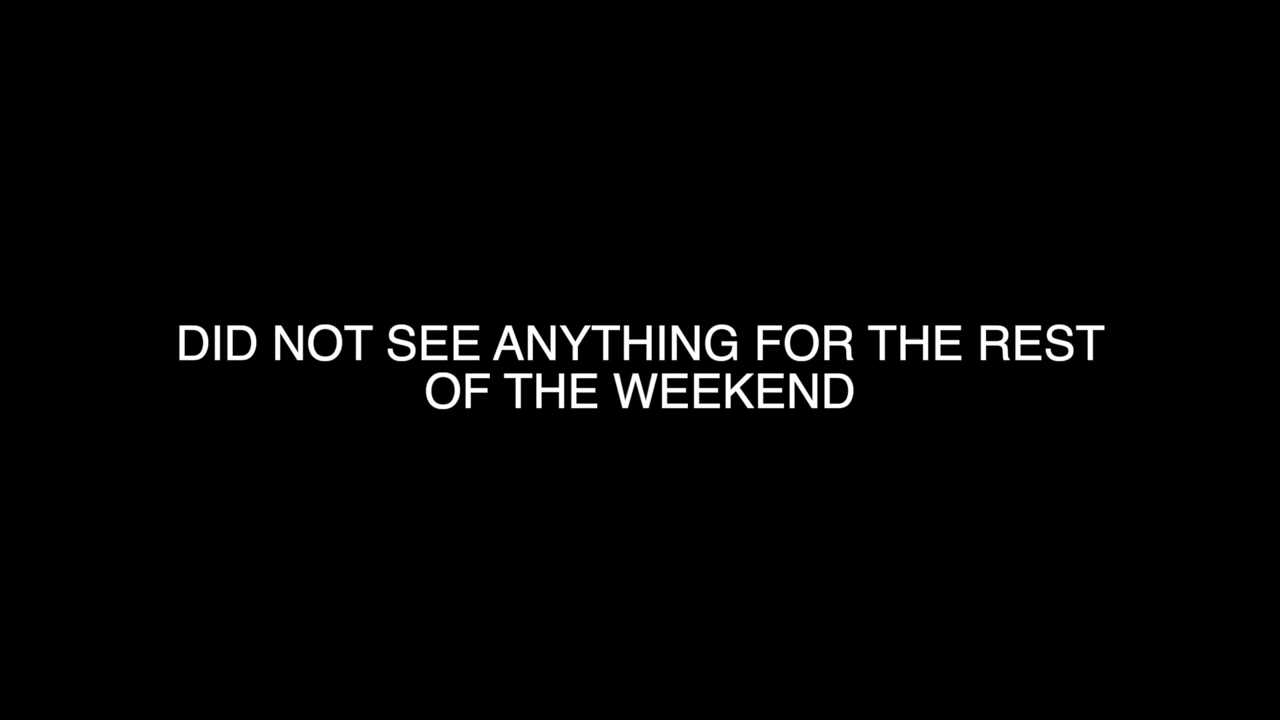 DID NOT SEE ANYTHING FOR THE REST
OF THE WEEKEND